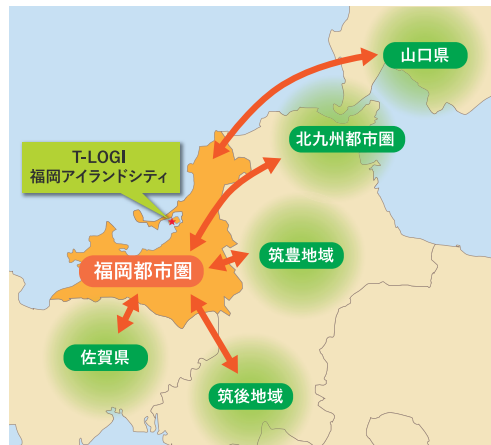 山口県
北九州都市圏
T-LOGI
福岡アイランドシティ
筑豊地域
福岡都市圏
佐賀県
筑後地域